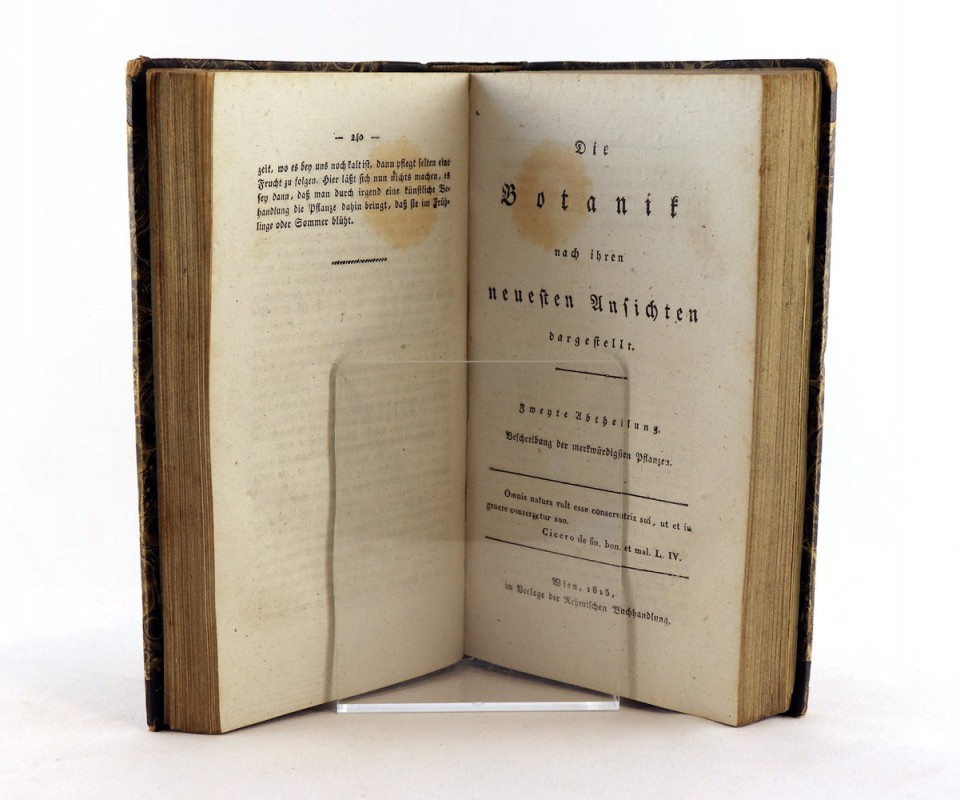 — 240 —
zeit, wo es bey uns noch kalt ist, dann pflegt selten eine
Frucht zu folgen. Hier läßt sich nun nichts machen, es
sey dann, daß man durch irgend eine künstliche Be-
handlung die Pflanze dahin bringt, daß sie im Früh-
linge oder Sommer blüht.
Die
Botanik
nach ihren
neuesten Ansichten
dargestellt.
Zweyte Abtheilung.
Beschreibung der merkwürdigsten Pflanzen.
Omnis natura vult esse conservatrix sui, ut et in
genere conservetur suo.
Cicero de fin. bon. et mal. L. IV.
Wien, 1815,
im Verlage der Rehmischen Buchhandlung.